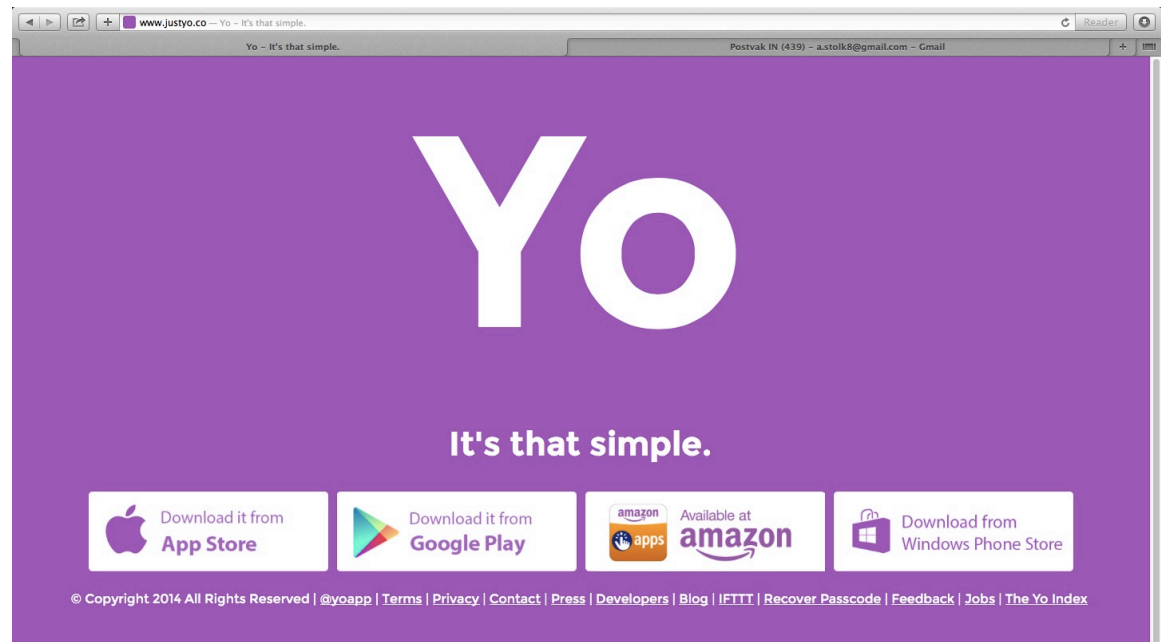 www.justyo.co — Yo – It's that simple.
Reader
Yo – It's that simple.
Postvak IN (439) – a.stolk8@gmail.com – Gmail
Yo
It's that simple.
Download it from
App Store
Download it from
Google Play
amazon
apps
Available at
amazon
Download from
Windows Phone Store
© Copyright 2014 All Rights Reserved | @yoapp | Terms | Privacy | Contact | Press | Developers | Blog | IFTTT | Recover Passcode | Feedback | Jobs | The Yo Index